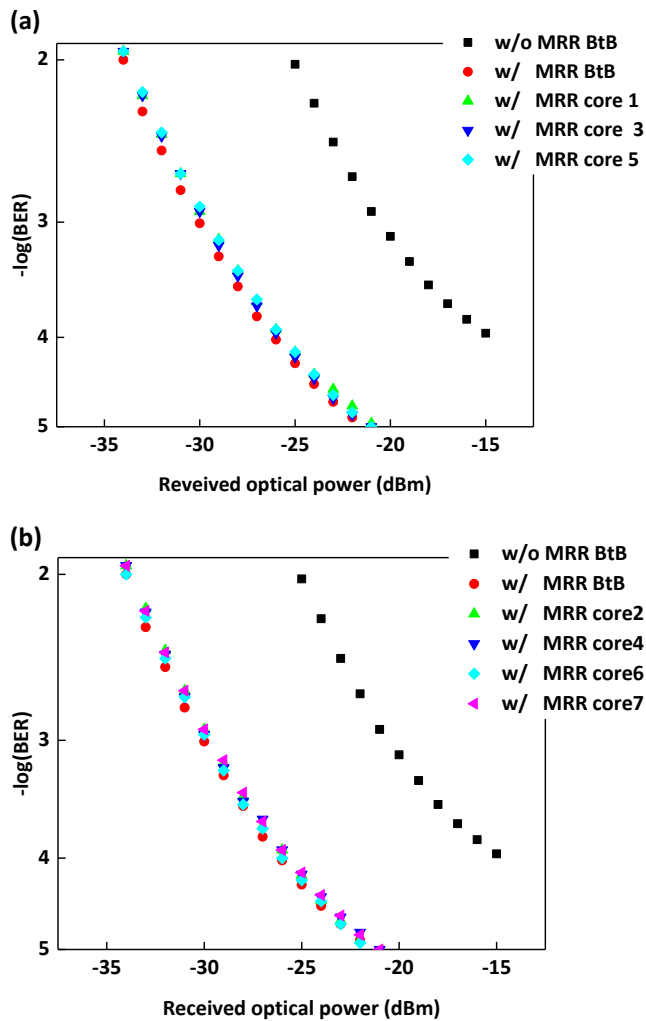 (a)
w/o MRR BtB
w/ MRR BtB
w/ MRR core 1
w/ MRR core 3
w/ MRR core 5
2
3
4
5
-log(BER)
-35 -30 -25 -20 -15
Reveived optical power (dBm)
(b)
w/o MRR BtB
w/ MRR BtB
w/ MRR core2
w/ MRR core4
w/ MRR core6
w/ MRR core7
2
3
4
5
-log(BER)
-35 -30 -25 -20 -15
Received optical power (dBm)